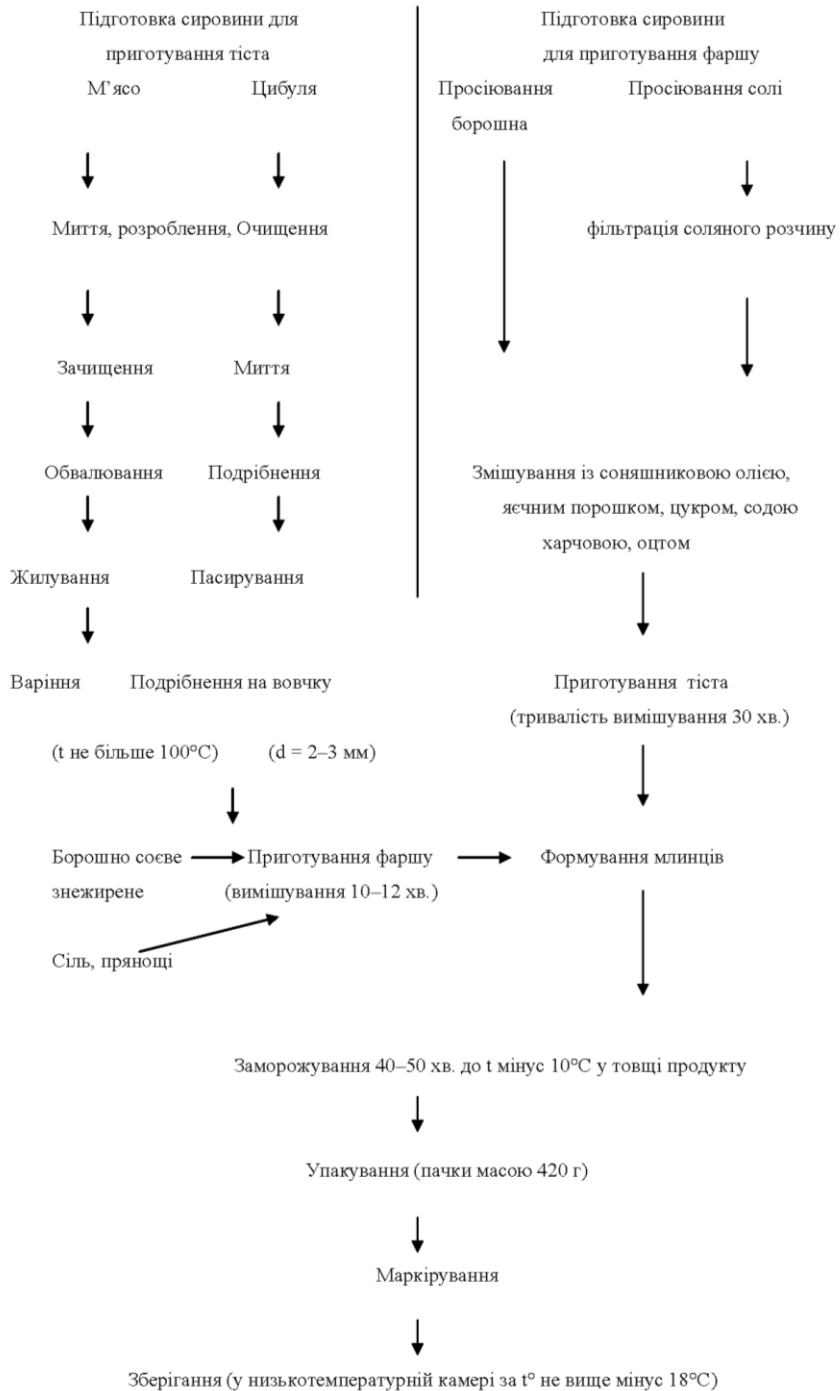 Підготовка сировини для
приготування тіста
М’ясо Цибуля
Миття, розроблення, Очищення
Зачищення Миття
Обвалювання Подрібнення
Жилування Пасирування
Варіння Подрібнення на вовчку
(t не більше 100°C) (d = 2–3 мм)
Підготовка сировини
для приготування фаршу
Просіювання Просіювання солі
борошна
фільтрація соляного розчину
Змішування із соняшниковою олією,
яєчним порошком, цукром, содою
харчовою, оцтом
Приготування тіста
(тривалість вимішування 30 хв.)
Борошно соєве Приготування фаршу Формування млинців
знежирене (вимішування 10–12 хв.)
Сіль, прянощі
Заморожування 40–50 хв. до t мінус 10°C у товщі продукту
Упакування (пачки масою 420 г)
Маркірування
Зберігання (у низькотемпературній камері за t° не вище мінус 18°C)